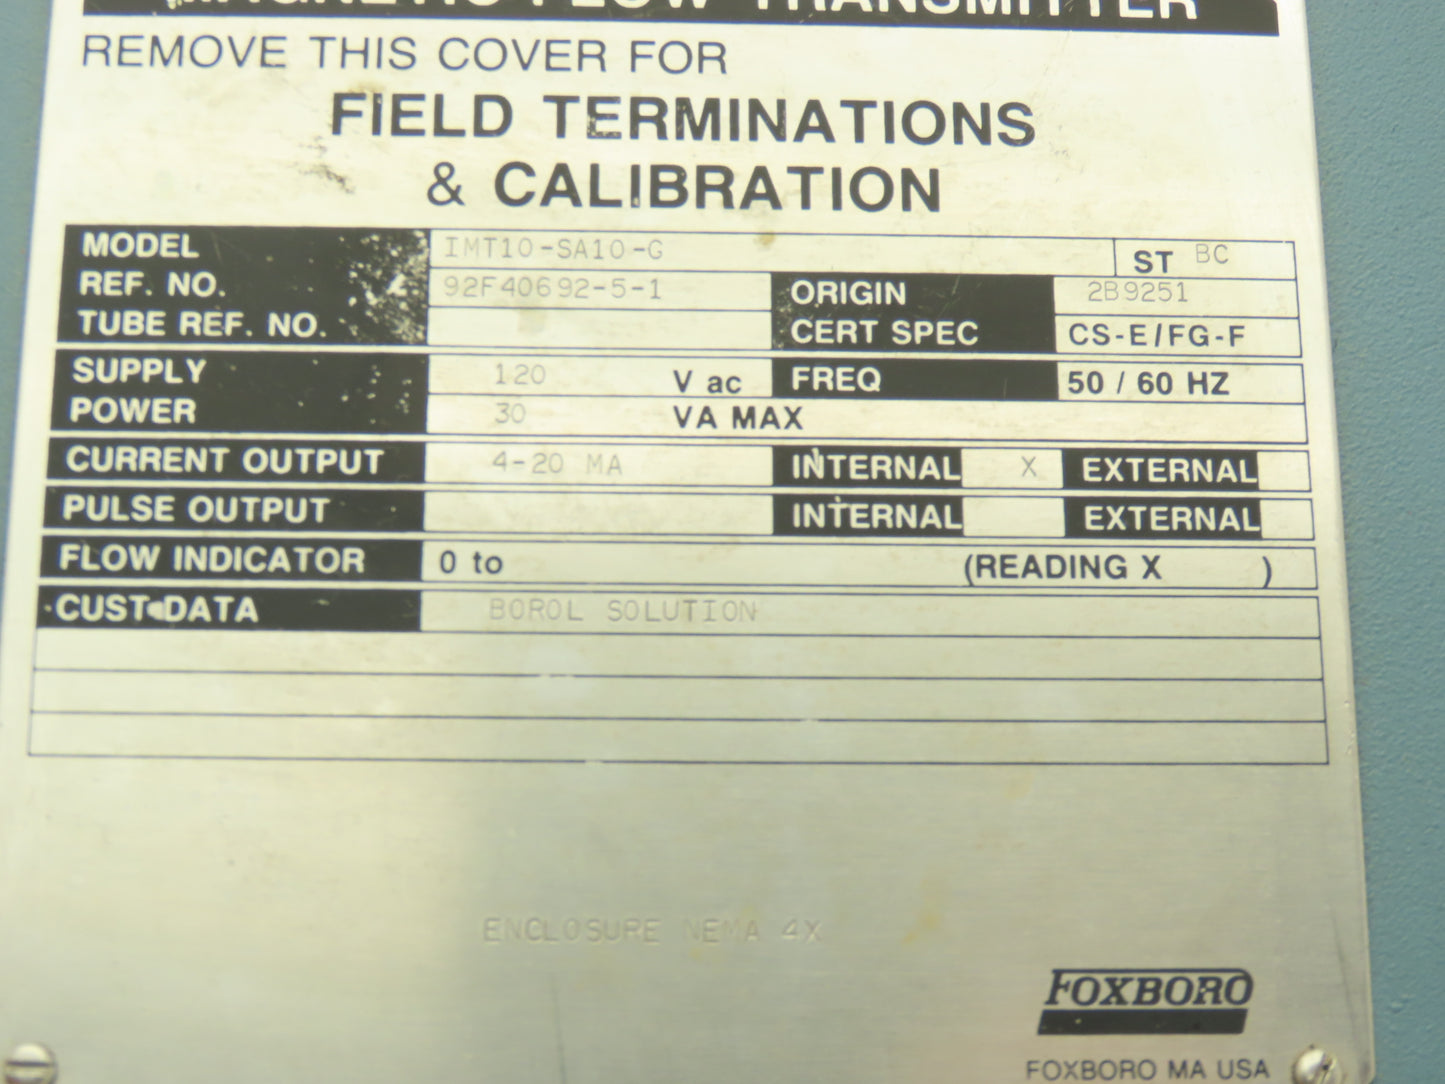 MAGNETIC FLOW TRANSMITTER
REMOVE THIS COVER FOR
FIELD TERMINATIONS
& CALIBRATION
MODEL IMT10-SA10-G ST BC
REF. NO. 92F40692-5-1 ORIGIN 2B9251
TUBE REF. NO. CERT SPEC CS-E/FG-F
SUPPLY 120 V ac FREQ 50 / 60 HZ
POWER 30 VA MAX
CURRENT OUTPUT 4-20 MA INTERNAL X EXTERNAL
PULSE OUTPUT INTERNAL EXTERNAL
FLOW INDICATOR 0 to (READING X )
CUST DATA BOROL SOLUTION
ENCLOSURE NEMA 4X
FOXBORO
FOXBORO MA USA